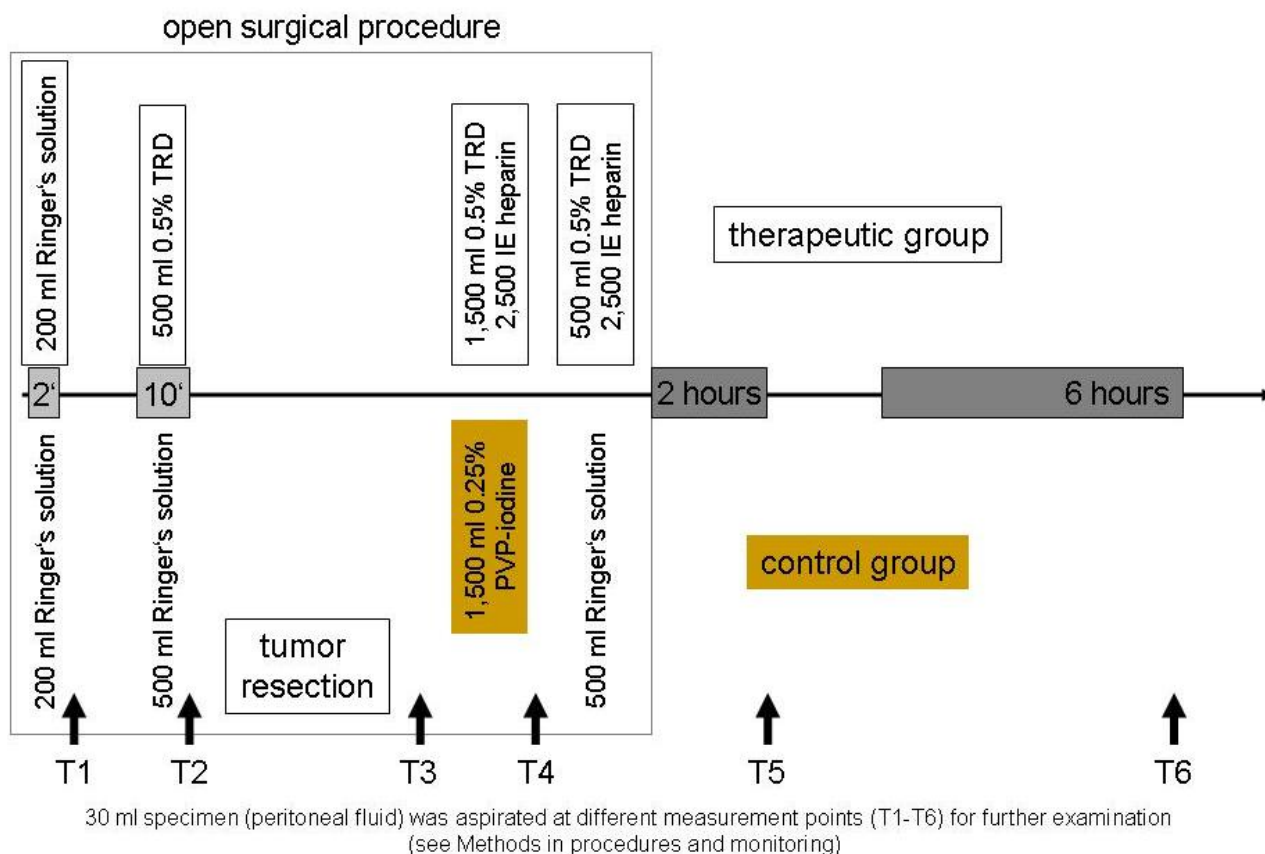 open surgical procedure
200 ml Ringer's solution
500 ml 0.5% TRD
1,500 ml 0.5% TRD
2,500 IE heparin
500 ml 0.5% TRD
2,500 IE heparin
therapeutic group
2‘
10‘
2 hours
6 hours
200 ml Ringer's solution
500 ml Ringer's solution
1,500 ml 0.25%
PVP-iodine
500 ml Ringer's solution
control group
tumor
resection
T1
T2
T3
T4
T5
T6
30 ml specimen (peritoneal fluid) was aspirated at different measurement points (T1-T6) for further examination
(see Methods in procedures and monitoring)